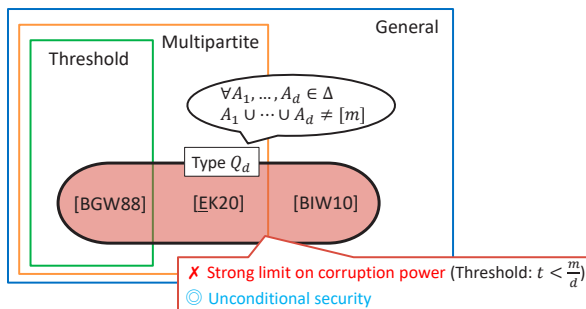 General
Multipartite
Threshold
∀𝐴₁, … , 𝐴_d ∈ Δ
𝐴₁ ∪ ⋯ ∪ 𝐴_d ≠ [𝑚]
Type 𝑄_d
[BGW88] [EK20] [BIW10]
✗ Strong limit on corruption power (Threshold: 𝑡 < 𝑚/𝑑)
◎ Unconditional security